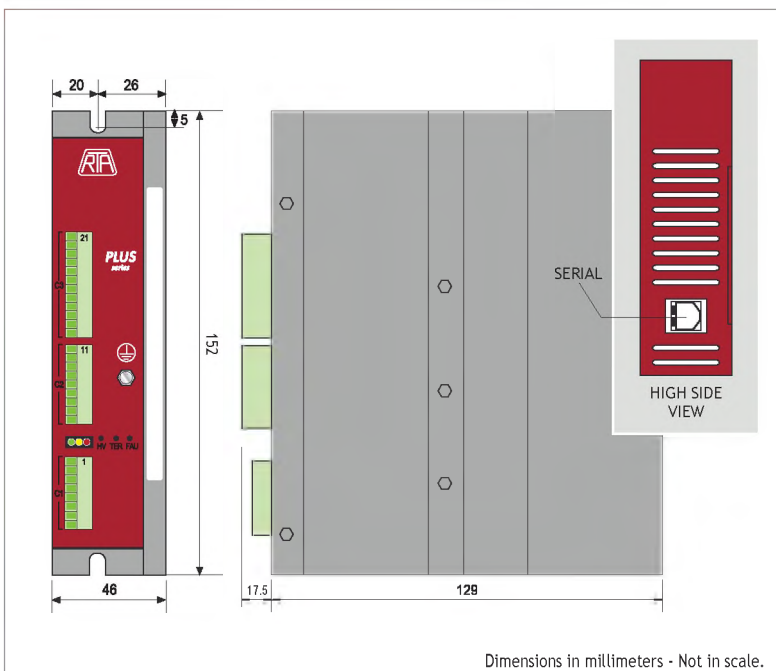 20
26
5
RTA
21
PLUS
series
C3
152
SERIAL
11
C2
HIGH SIDE
VIEW
HV TER FAU
1
C1
46
17.5
129
Dimensions in millimeters - Not in scale.